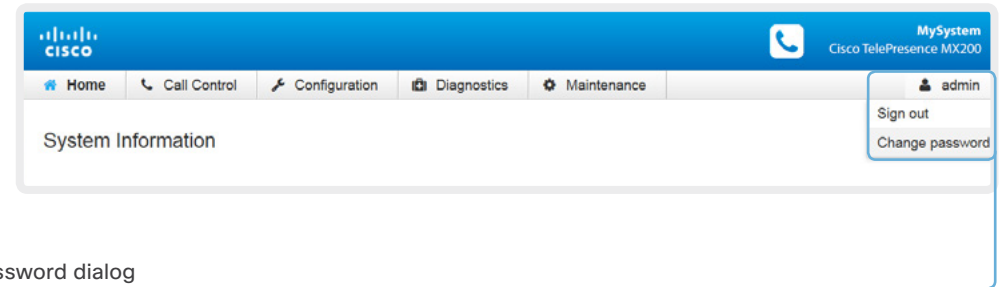 CISCO
MySystem
Cisco TelePresence MX200
Home Call Control Configuration Diagnostics Maintenance admin
Sign out
System Information
Change password
dialog